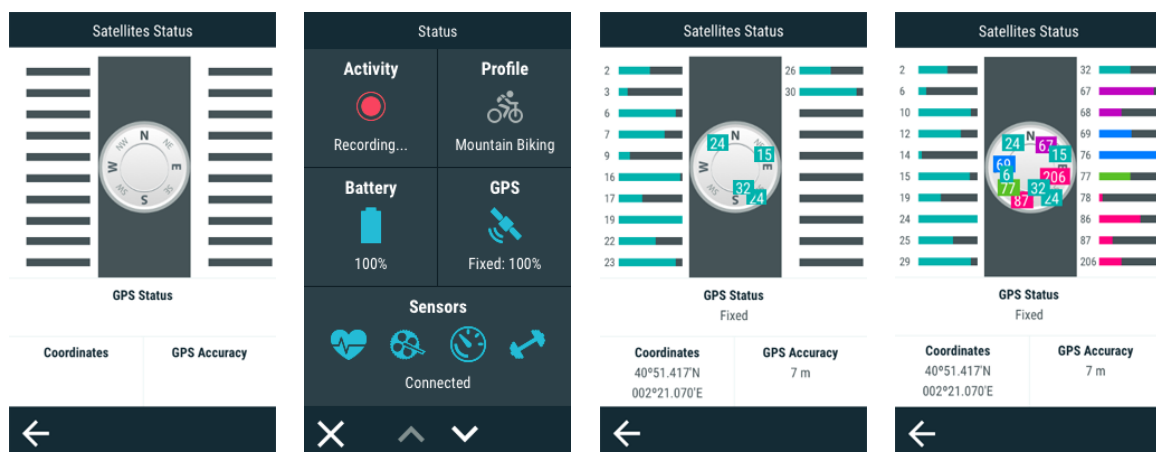 Satellites Status
N
NE
E
SE
S
SW
W
NW
GPS Status
Coordinates GPS Accuracy
Status
Activity Profile
Recording... Mountain Biking
Battery GPS
100% Fixed: 100%
Sensors
Connected
Satellites Status
2 26
3 30
6
7
9
16
17
19
22
23
24
N
15
W
32
24
S
GPS Status
Fixed
Coordinates GPS Accuracy
40º51.417'N 7 m
002º21.070'E
Satellites Status
2 32
6 67
10 68
12 69
14 76
15 77
19 78
24 86
25 87
29 206
24
N
67
15
69
6
206
77
32
87
24
GPS Status
Fixed
Coordinates GPS Accuracy
40º51.417'N 7 m
002º21.070'E